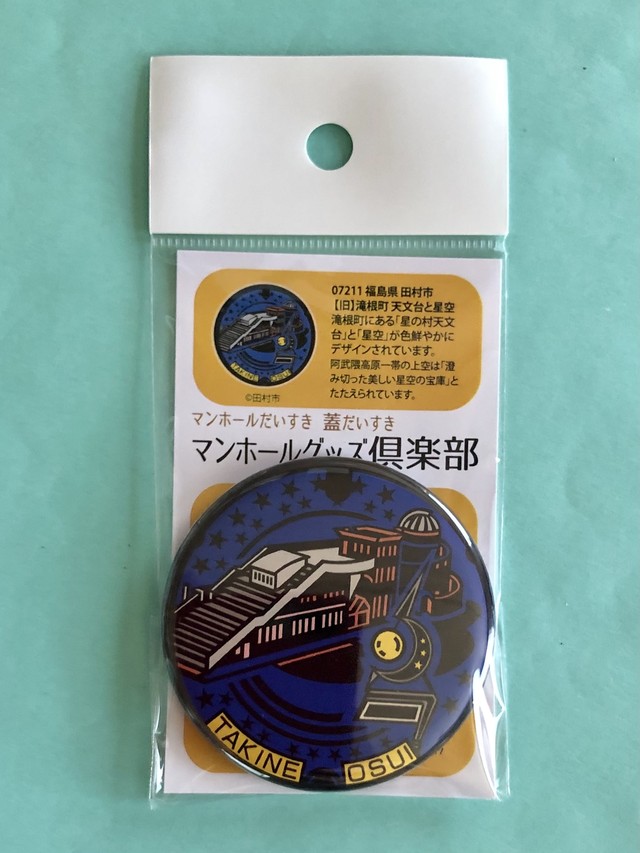 07211 福島県 田村市
【旧】滝根町 天文台と星空
滝根町にある「星の村天文
台」と「星空」が色鮮やかに
デザインされています。
阿武隈高原一帯の上空は「澄
み切った美しい星空の宝庫」と
たたえられています。
TAKINE OSUI
©田村市
マンホールだいすき 蓋だいすき
マンホールグッズ倶楽部
TAKINE OSUI